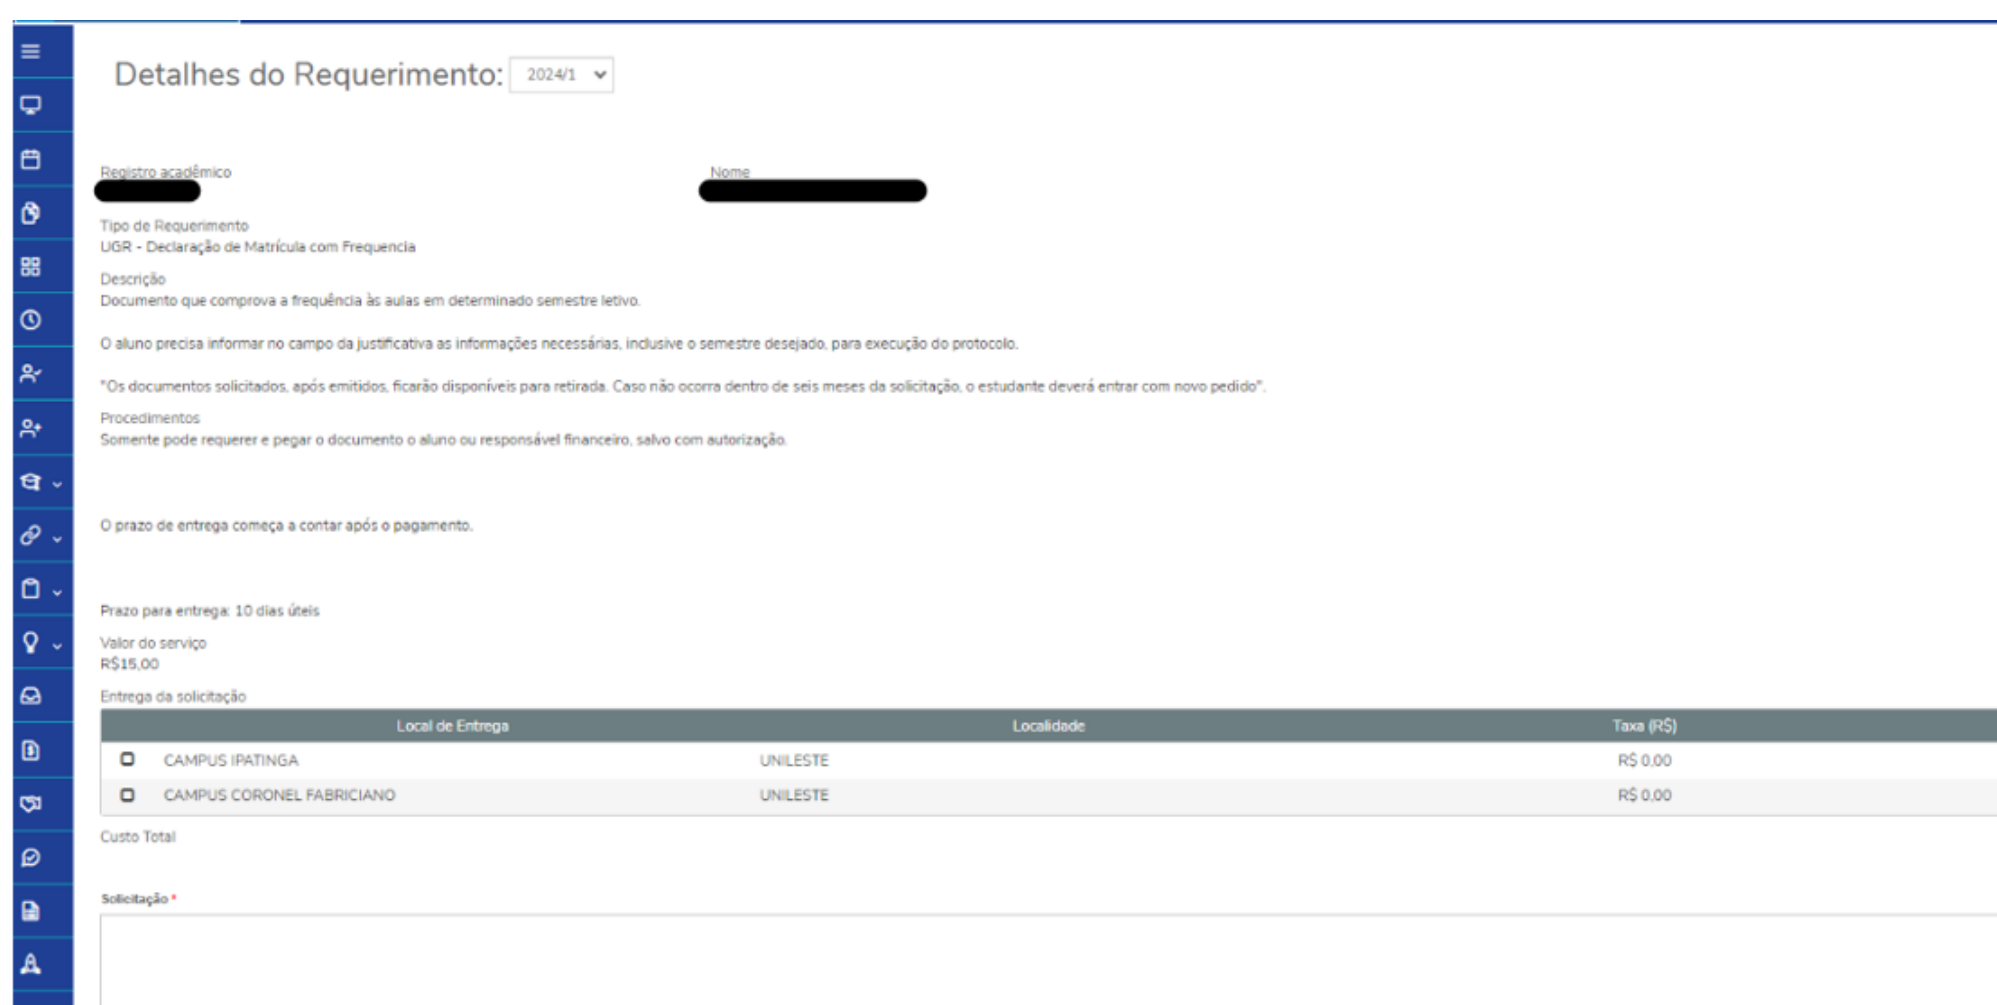 Detalhes do Requerimento: 2024/1
Registro acadêmico Nome
Tipo de Requerimento
UGR - Declaração de Matrícula com Frequencia
Descrição
Documento que comprova a frequência às aulas em determinado semestre letivo.
O aluno precisa informar no campo da justificativa as informações necessárias, inclusive o semestre desejado, para execução do protocolo.
"Os documentos solicitados, após emitidos, ficarão disponíveis para retirada. Caso não ocorra dentro de seis meses da solicitação, o estudante deverá entrar com novo pedido".
Procedimentos
Somente pode requerer e pegar o documento o aluno ou responsável financeiro, salvo com autorização.
O prazo de entrega começa a contar após o pagamento.
Prazo para entrega: 10 dias úteis
Valor do serviço
R$15,00
Entrega da solicitação
Local de Entrega Localidade Taxa (R$)
CAMPUS IPATINGA UNILESTE R$ 0,00
CAMPUS CORONEL FABRICIANO UNILESTE R$ 0,00
Custo Total
Solicitação *